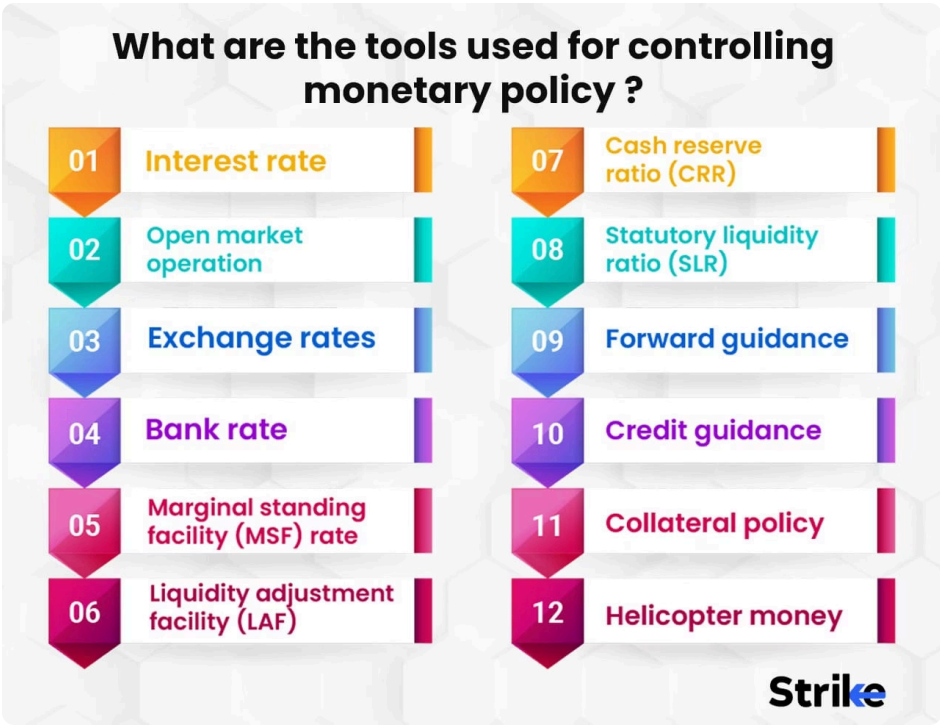 What are the tools used for controlling
monetary policy ?
01
Interest rate
02
Open market
operation
03
Exchange rates
04
Bank rate
05
Marginal standing
facility (MSF) rate
06
Liquidity adjustment
facility (LAF)
07
Cash reserve
ratio (CRR)
08
Statutory liquidity
ratio (SLR)
09
Forward guidance
10
Credit guidance
11
Collateral policy
12
Helicopter money
Strike